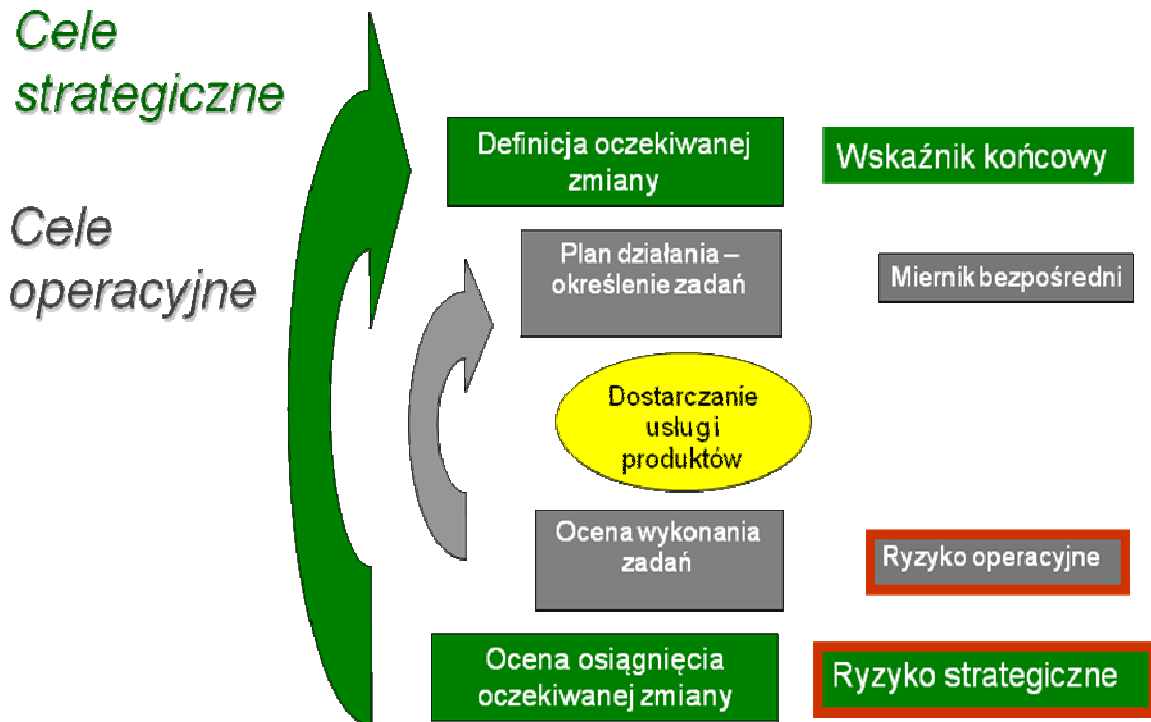 Cele
strategiczne
Definicja oczekiwanej
zmiany
Wskaźnik końcowy
Cele
operacyjne
Plan działania –
określenie zadań
Miernik bezpośredni
Dostarczanie
usług i
produktów
Ocena wykonania
zadań
Ryzyko operacyjne
Ocena osiągnięcia
oczekiwanej zmiany
Ryzyko strategiczne